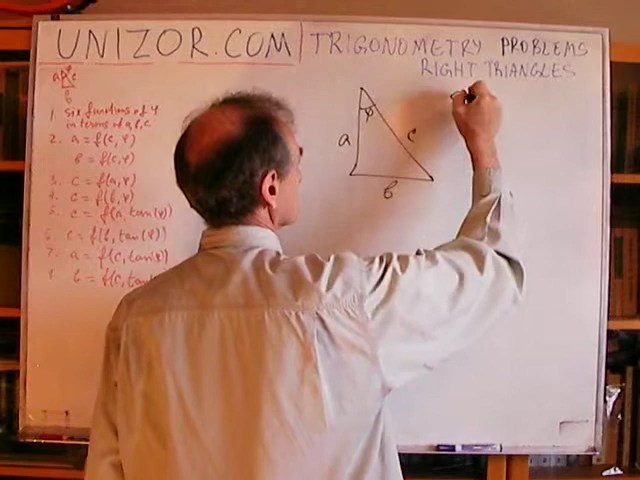 UNIZOR.COM | TRIGONOMETRY PROBLEMS
RIGHT TRIANGLES
a φ c
b
1. six functions of φ
in terms of a, b, c
2. a = f(c, φ)
b = f(c, φ)
3. c = f(a, φ)
4. c = f(b, φ)
5. c = f(a, tan(φ))
6. c = f(b, tan(φ))
7. a = f(c, tan(φ))
b = f(c, tan
φ
a
c
b